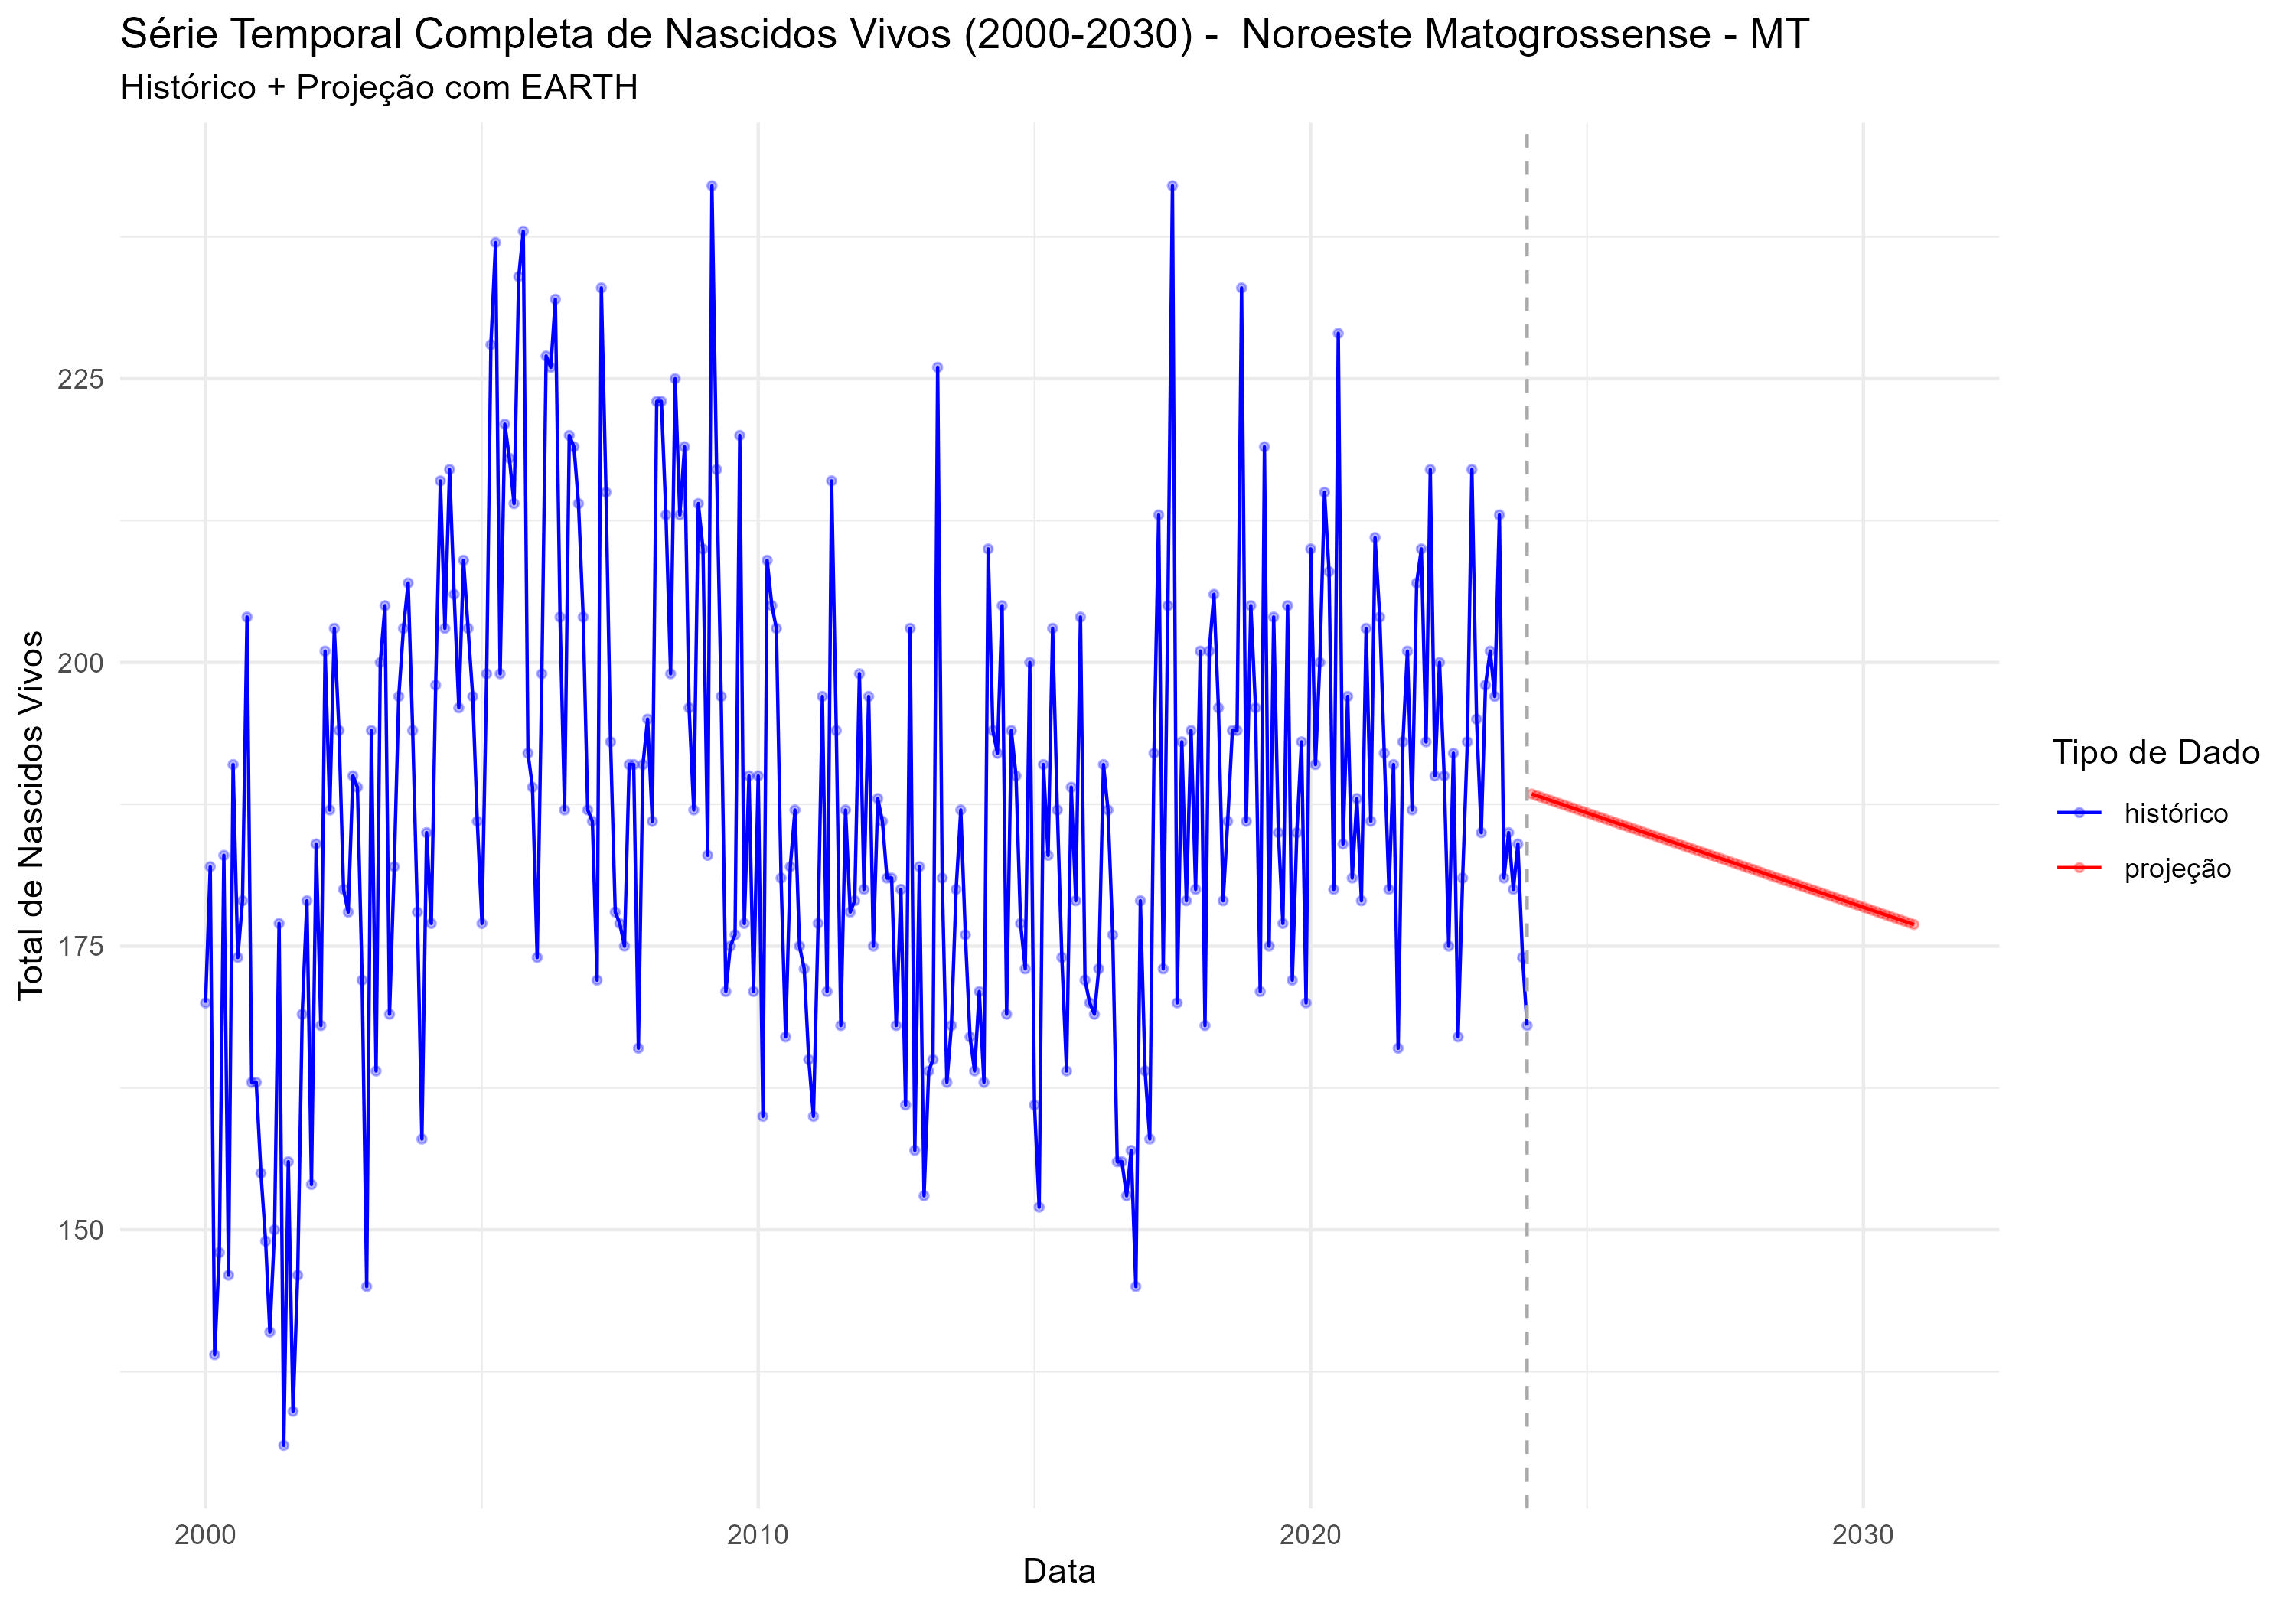 Série Temporal Completa de Nascidos Vivos (2000-2030) -  Noroeste Matogrossense - MT
Histórico + Projeção com EARTH
Total de Nascidos Vivos
225
200
175
150
2000
2010
2020
2030
Data
Tipo de Dado
histórico
projeção